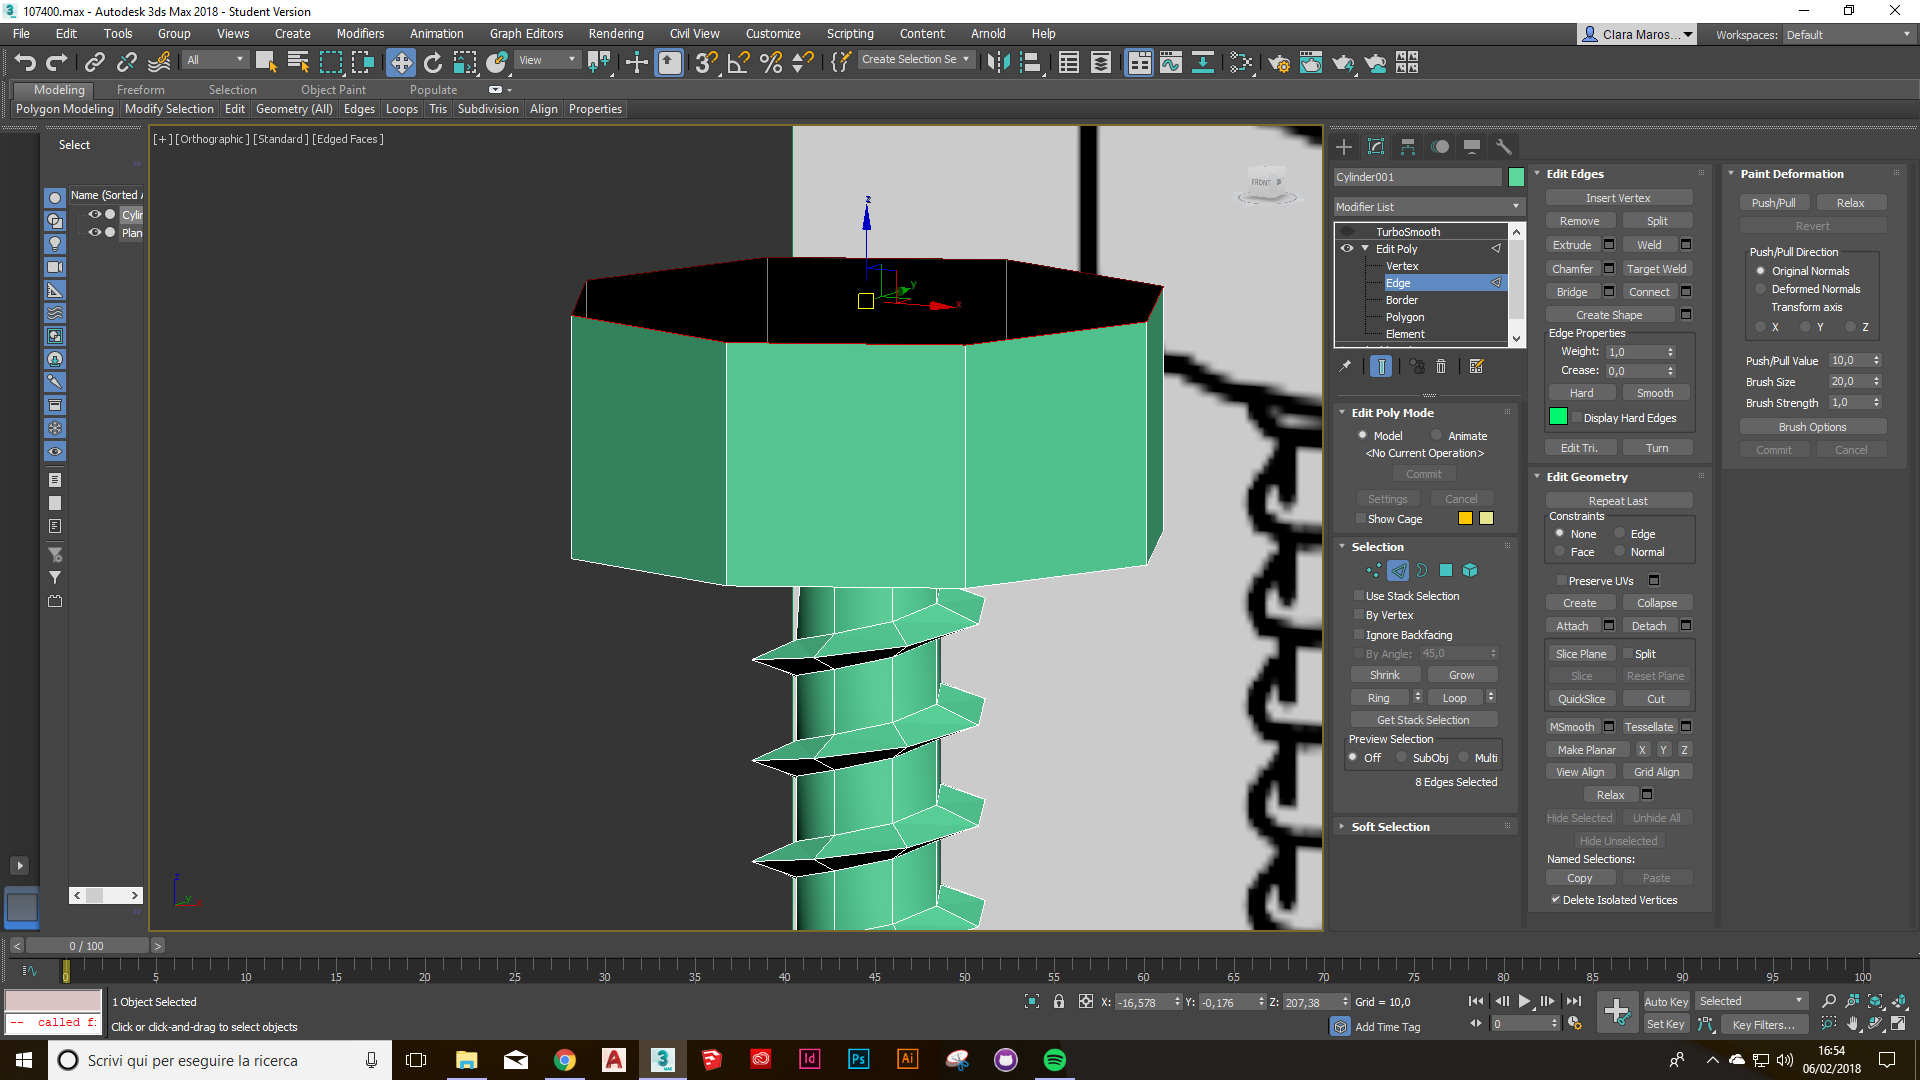 107400.max - Autodesk 3ds Max 2018 - Student Version
File Edit Tools Group Views Create Modifiers Animation Graph Editors Rendering Civil View Customize Scripting Content Arnold Help
Clara Maros...
Workspaces: Default
All
View
Create Selection Se
Modeling Freeform Selection Object Paint Populate
Polygon Modeling Modify Selection Edit Geometry (All) Edges Loops Tris Subdivision Align Properties
Select
Name (Sorted A
Cylin
Plan
[+] [Orthographic] [Standard] [Edged Faces]
FRONT
z
y
x
Cylinder001
Modifier List
TurboSmooth
Edit Poly
Vertex
Edge
Border
Polygon
Element
Edit Poly Mode
Model Animate
<No Current Operation>
Commit
Settings Cancel
Show Cage
Selection
Use Stack Selection
By Vertex
Ignore Backfacing
By Angle: 45,0
Shrink Grow
Ring Loop
Get Stack Selection
Preview Selection
Off SubObj Multi
8 Edges Selected
Soft Selection
Edit Edges
Insert Vertex
Remove Split
Extrude Weld
Chamfer Target Weld
Bridge Connect
Create Shape
Edge Properties
Weight: 1,0
Crease: 0,0
Hard Smooth
Display Hard Edges
Edit Tri. Turn
Edit Geometry
Repeat Last
Constraints
None Edge
Face Normal
Preserve UVs
Create Collapse
Attach Detach
Slice Plane Split
Slice Reset Plane
QuickSlice Cut
MSmooth Tessellate
Make Planar X Y Z
View Align Grid Align
Relax
Hide Selected Unhide All
Hide Unselected
Named Selections:
Copy Paste
Delete Isolated Vertices
Paint Deformation
Push/Pull Relax
Revert
Push/Pull Direction
Original Normals
Deformed Normals
Transform axis
X Y Z
Push/Pull Value 10,0
Brush Size 20,0
Brush Strength 1,0
Brush Options
Commit Cancel
z
y
x
< 0 / 100 >
0 5 10 15 20 25 30 35 40 45 50 55 60 65 70 75 80 85 90 95 100
1 Object Selected
-- called f:
Click or click-and-drag to select objects
X: -16,578 Y: -0,176 Z: 207,38 Grid = 10,0
Add Time Tag
0
Auto Key Selected
Set Key Key Filters...
Scrivi qui per eseguire la ricerca
A
3
MAX
Id
Ps
Ai
16:54
06/02/2018